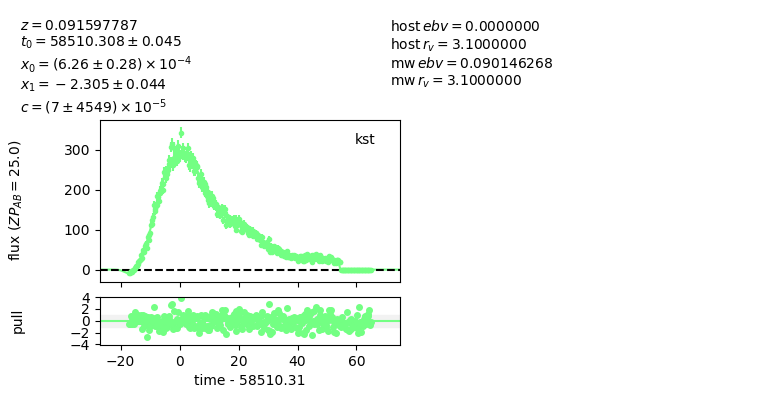 z = 0.091597787
t₀ = 58510.308 ± 0.045
x₀ = (6.26 ± 0.28) × 10⁻⁴
x₁ = −2.305 ± 0.044
c = (7 ± 4549) × 10⁻⁵
host ebv = 0.0000000
host r_v = 3.1000000
mw ebv = 0.090146268
mw r_v = 3.1000000
kst
flux (ZP_AB = 25.0)
300
200
100
0
pull
4
2
0
−2
−4
−20 0 20 40 60
time - 58510.31